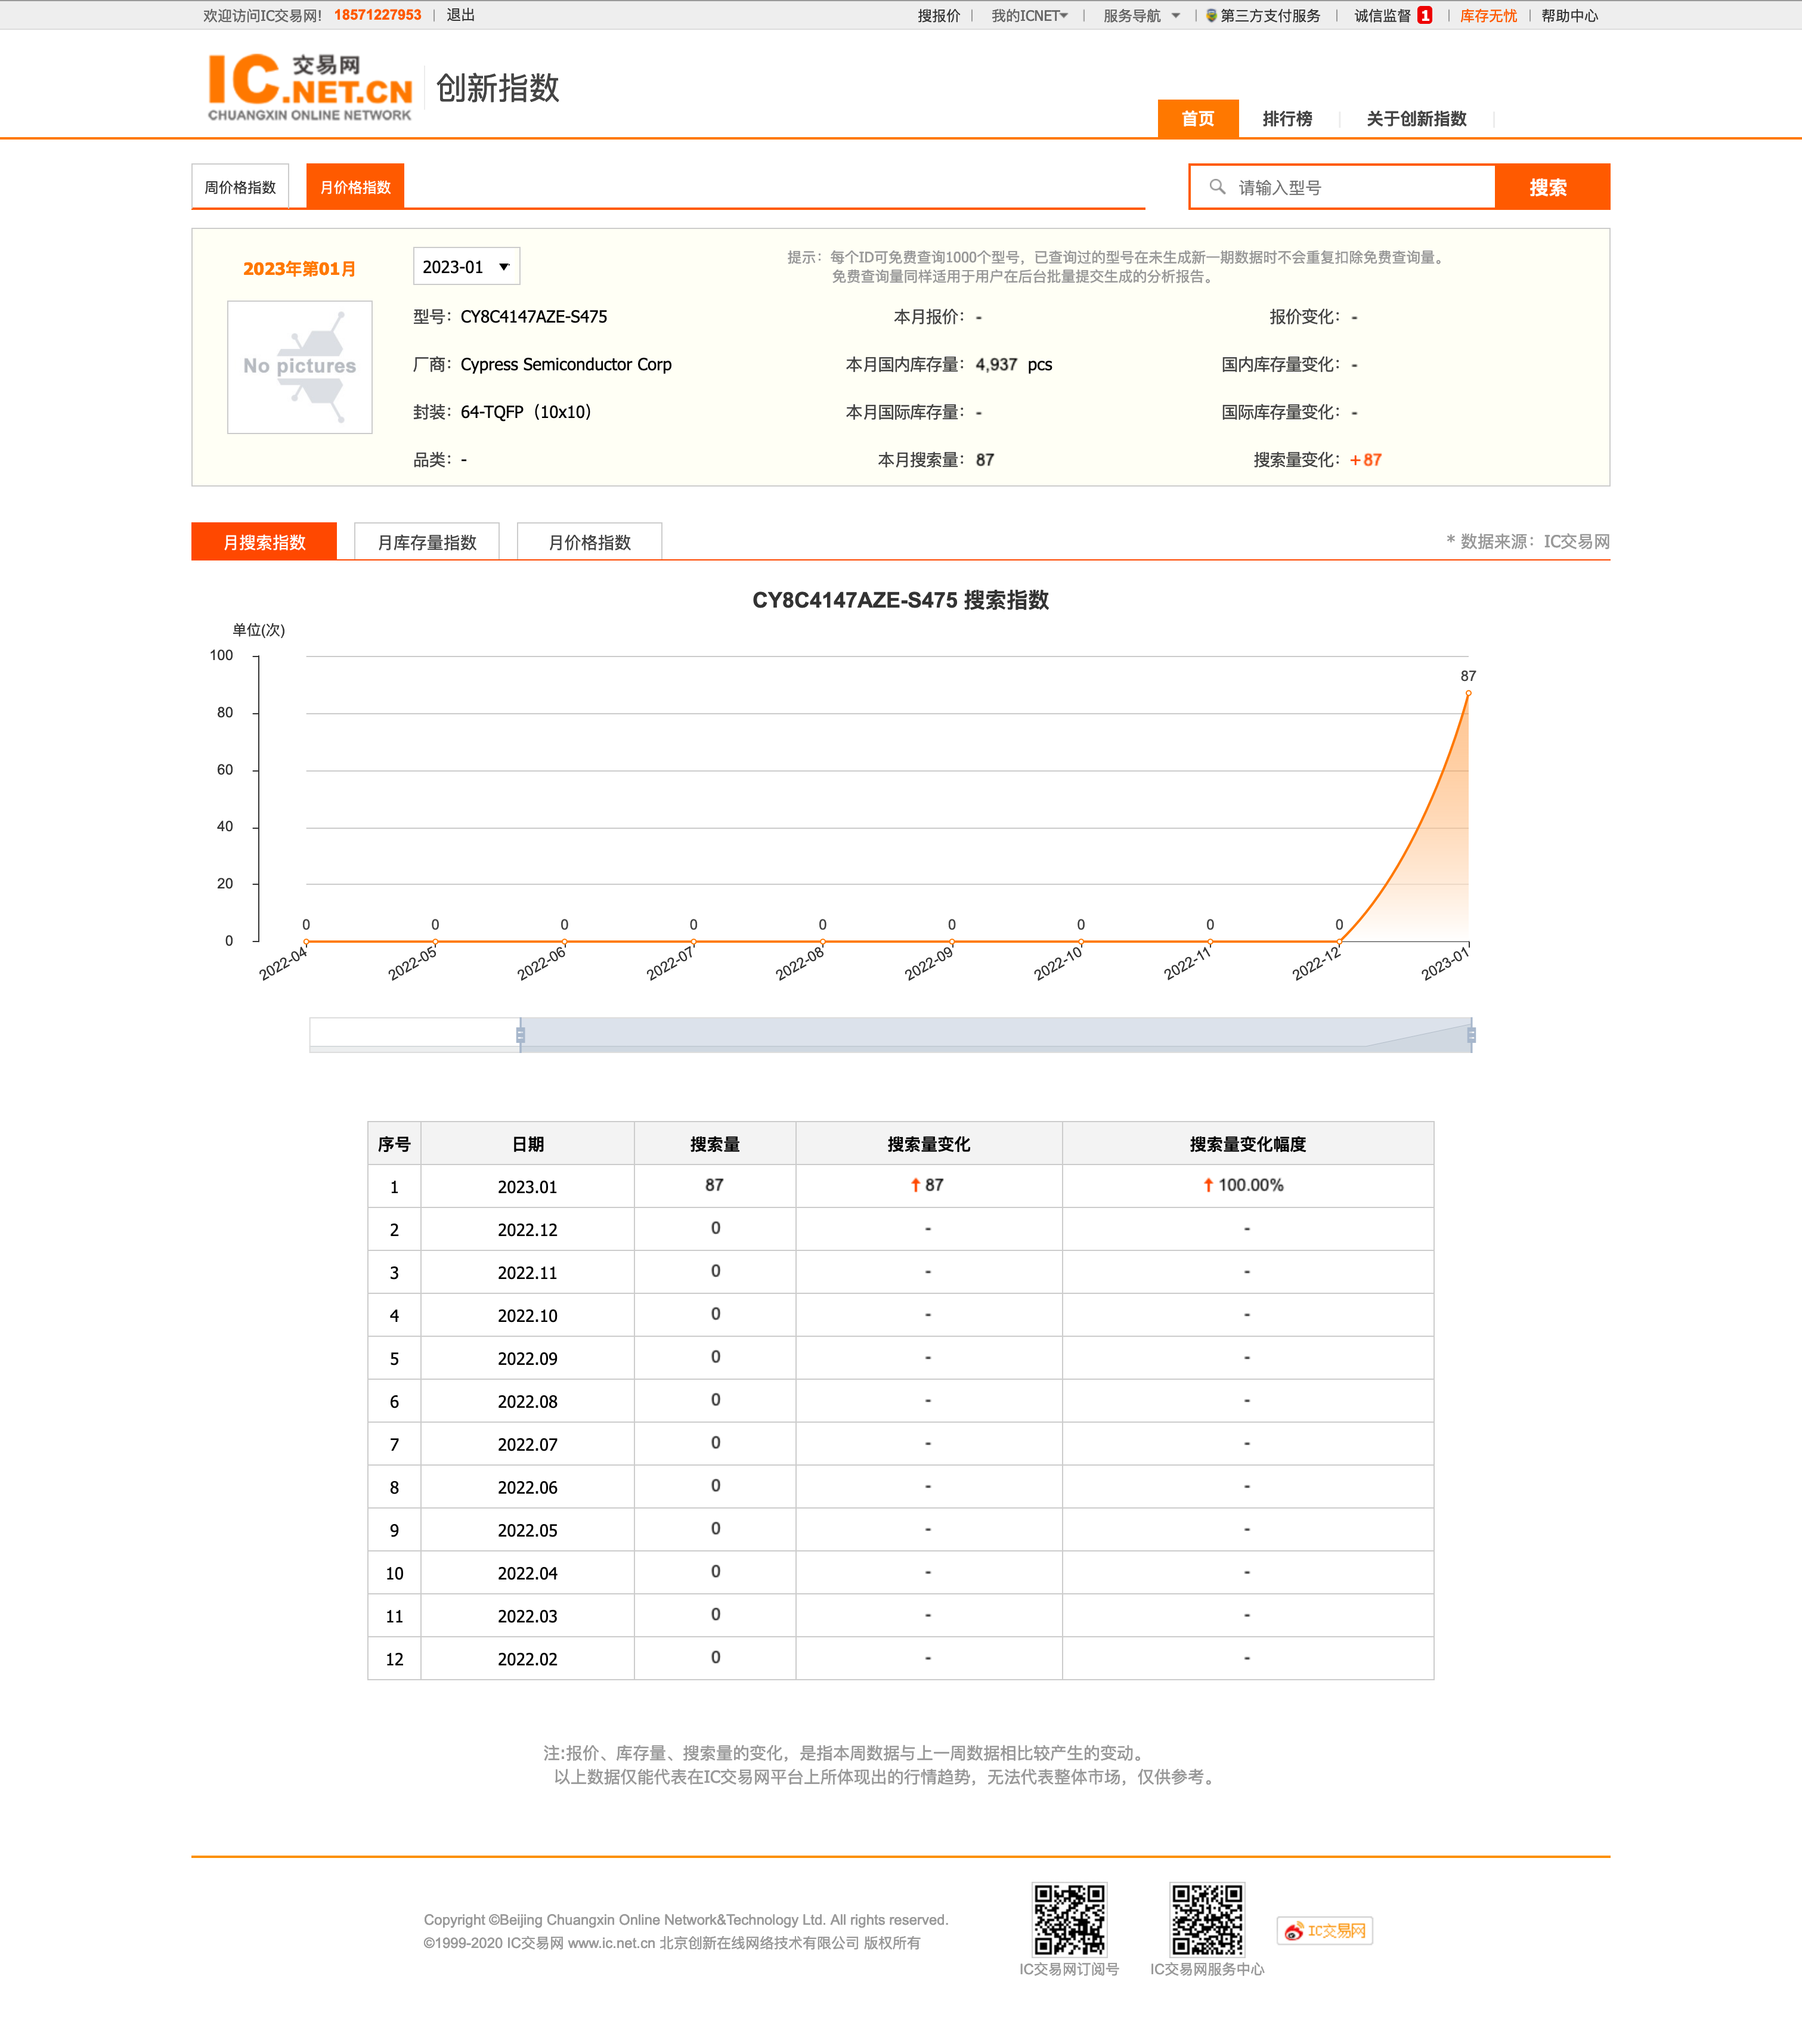 欢迎访问IC交易网! 18571227953 | 退出 搜报价 | 我的ICNET | 服务导航 | 第三方支付服务 | 诚信监督 1 | 库存无忧 | 帮助中心
IC交易网
.NET.CN
CHUANGXIN ONLINE NETWORK
创新指数
首页 排行榜 关于创新指数
周价格指数 月价格指数 请输入型号 搜索
2023年第01月 2023-01 提示：每个ID可免费查询1000个型号，已查询过的型号在未生成新一期数据时不会重复扣除免费查询量。
免费查询量同样适用于用户在后台批量提交生成的分析报告。
No pictures
型号：CY8C4147AZE-S475 本月报价：- 报价变化：-
厂商：Cypress Semiconductor Corp 本月国内库存量：4,937 pcs 国内库存量变化：-
封装：64-TQFP（10x10） 本月国际库存量：- 国际库存量变化：-
品类：- 本月搜索量：87 搜索量变化：+87
月搜索指数 月库存量指数 月价格指数 * 数据来源：IC交易网
CY8C4147AZE-S475 搜索指数
单位(次)
100
87
80
60
40
20
0 0 0 0 0 0 0 0 0
0
2022-04 2022-05 2022-06 2022-07 2022-08 2022-09 2022-10 2022-11 2022-12 2023-01
序号 日期 搜索量 搜索量变化 搜索量变化幅度
1 2023.01 87 ↑87 ↑100.00%
2 2022.12 0 - -
3 2022.11 0 - -
4 2022.10 0 - -
5 2022.09 0 - -
6 2022.08 0 - -
7 2022.07 0 - -
8 2022.06 0 - -
9 2022.05 0 - -
10 2022.04 0 - -
11 2022.03 0 - -
12 2022.02 0 - -
注:报价、库存量、搜索量的变化，是指本周数据与上一周数据相比较产生的变动。
以上数据仅能代表在IC交易网平台上所体现出的行情趋势，无法代表整体市场，仅供参考。
Copyright ©Beijing Chuangxin Online Network&Technology Ltd. All rights reserved.
©1999-2020 IC交易网 www.ic.net.cn 北京创新在线网络技术有限公司 版权所有
IC交易网订阅号 IC交易网服务中心 IC交易网